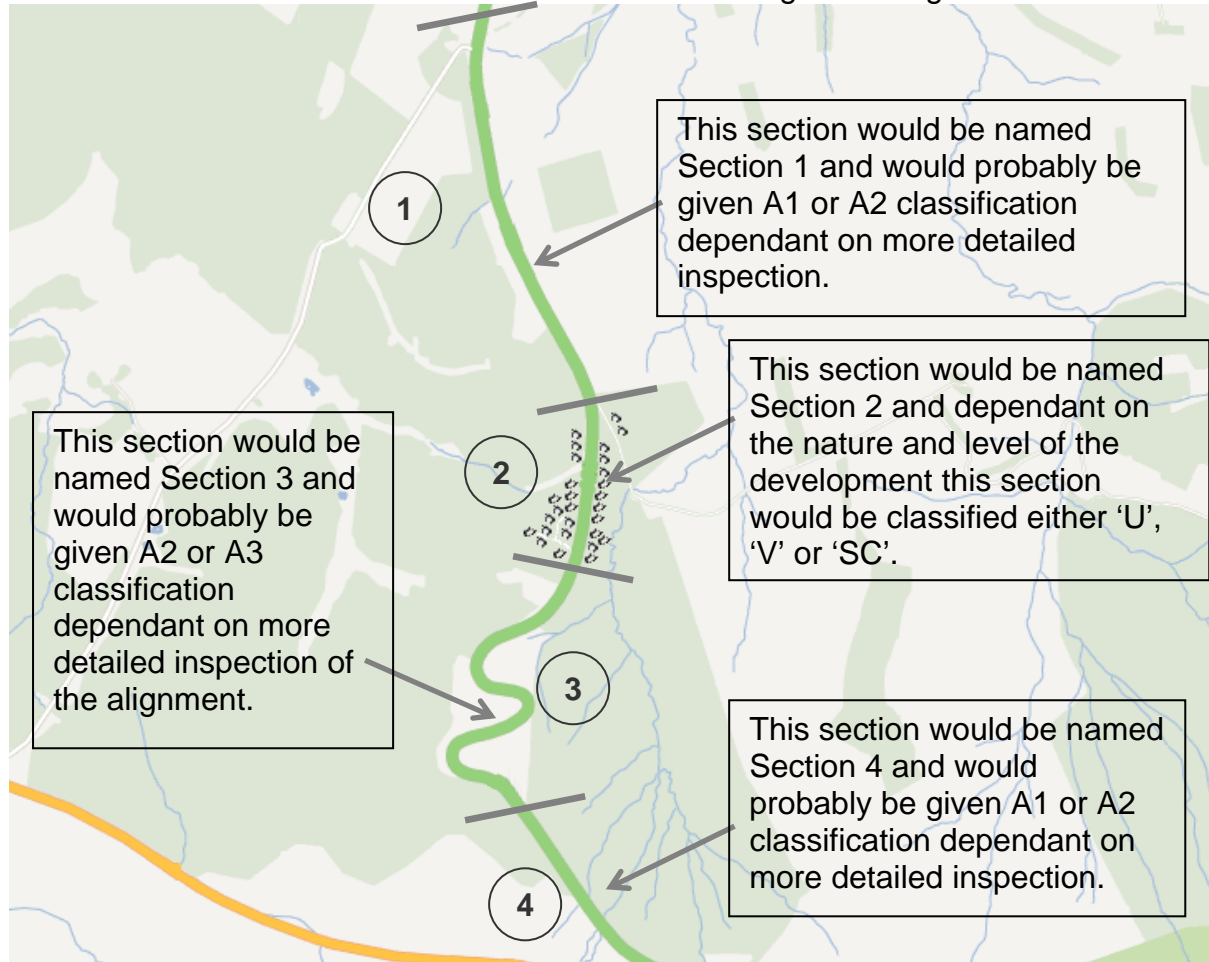 This section would be named
Section 1 and would probably be
given A1 or A2 classification
dependant on more detailed
inspection.
1
This section would be named
Section 2 and dependant on
the nature and level of the
development this section
would be classified either ‘U’,
‘V’ or ‘SC’.
2
This section would be
named Section 3 and
would probably be
given A2 or A3
classification
dependant on more
detailed inspection of
the alignment.
3
This section would be named
Section 4 and would
probably be given A1 or A2
classification dependant on
more detailed inspection.
4